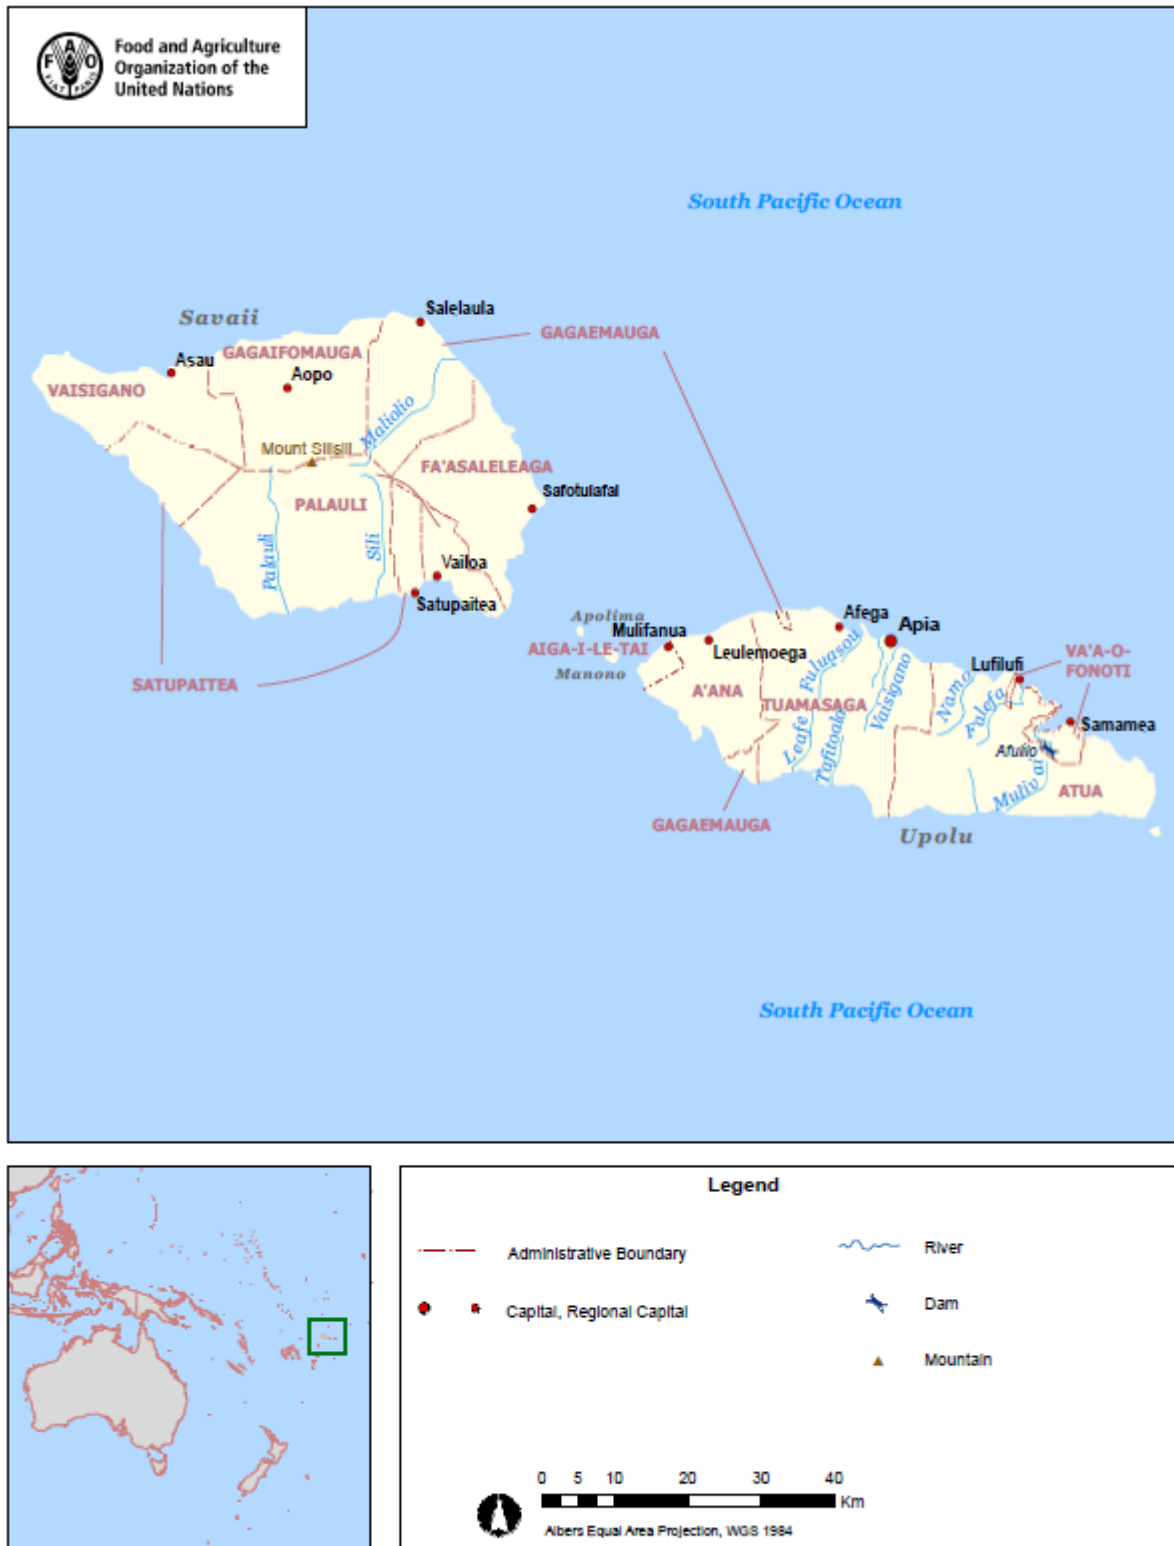 Food and Agriculture
Organization of the
United Nations
F A O
FIAT PANIS
South Pacific Ocean
Savaii
Salelaula
GAGAEMAUGA
GAGAIFOMAUGA
Asau
Aopo
VAISIGANO
Maliolio
Mount Silisili
FA'ASALELEAGA
Safotulafai
PALAULI
Palauli
Sili
Vailoa
Satupaitea
SATUPAITEA
Apolima
Mulifanua
AIGA-I-LE-TAI
Manono
Leulemoega
A'ANA
Afega
Apia
Fuluasou
TUAMASAGA
Vaisigano
Leafe
Tafitoala
Namo
Falefa
Lufilufi
VA'A-O-
FONOTI
Samamea
Afulilo
Mulivai
ATUA
GAGAEMAUGA
Upolu
South Pacific Ocean
Legend
Administrative Boundary
River
Capital, Regional Capital
Dam
Mountain
0 5 10 20 30 40
Km
Albers Equal Area Projection, WGS 1984